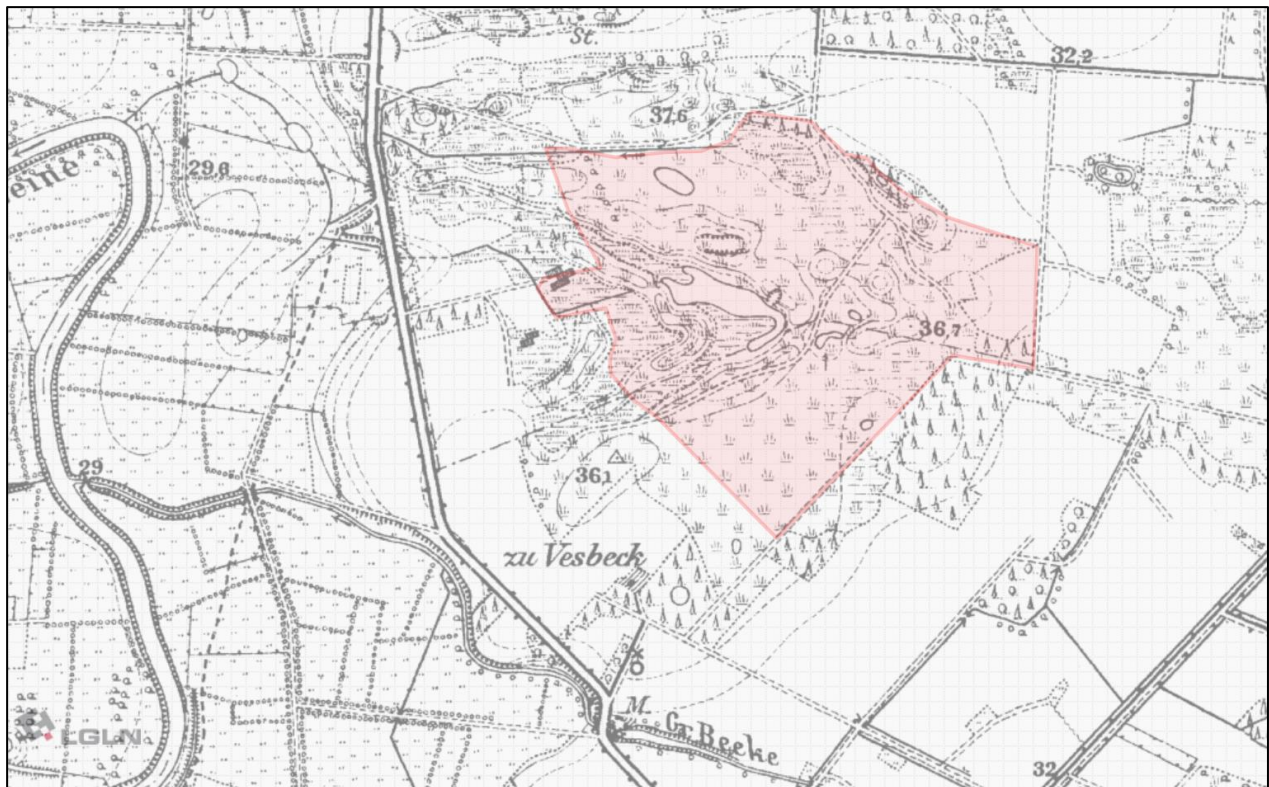 St.
32,2
37,6
29,6
eine
36,7
29
36,1
zu Vesbeck
M.
Gr. Beeke
LGLN
32